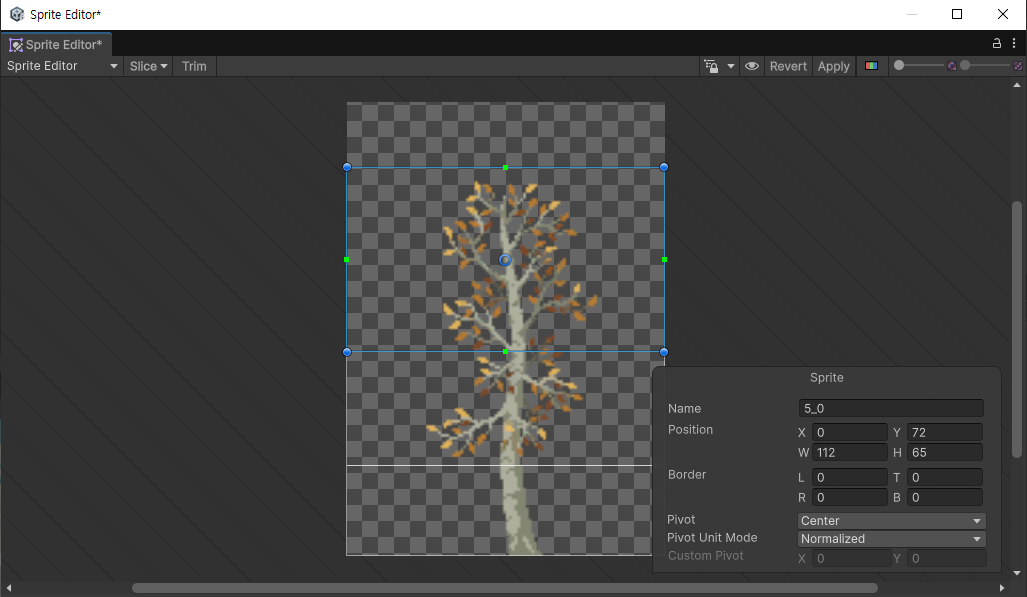 Sprite Editor*
Sprite Editor*
Sprite Editor Slice Trim Revert Apply
Sprite
Name 5_0
Position X 0 Y 72
W 112 H 65
Border L 0 T 0
R 0 B 0
Pivot Center
Pivot Unit Mode Normalized
Custom Pivot X 0 Y 0